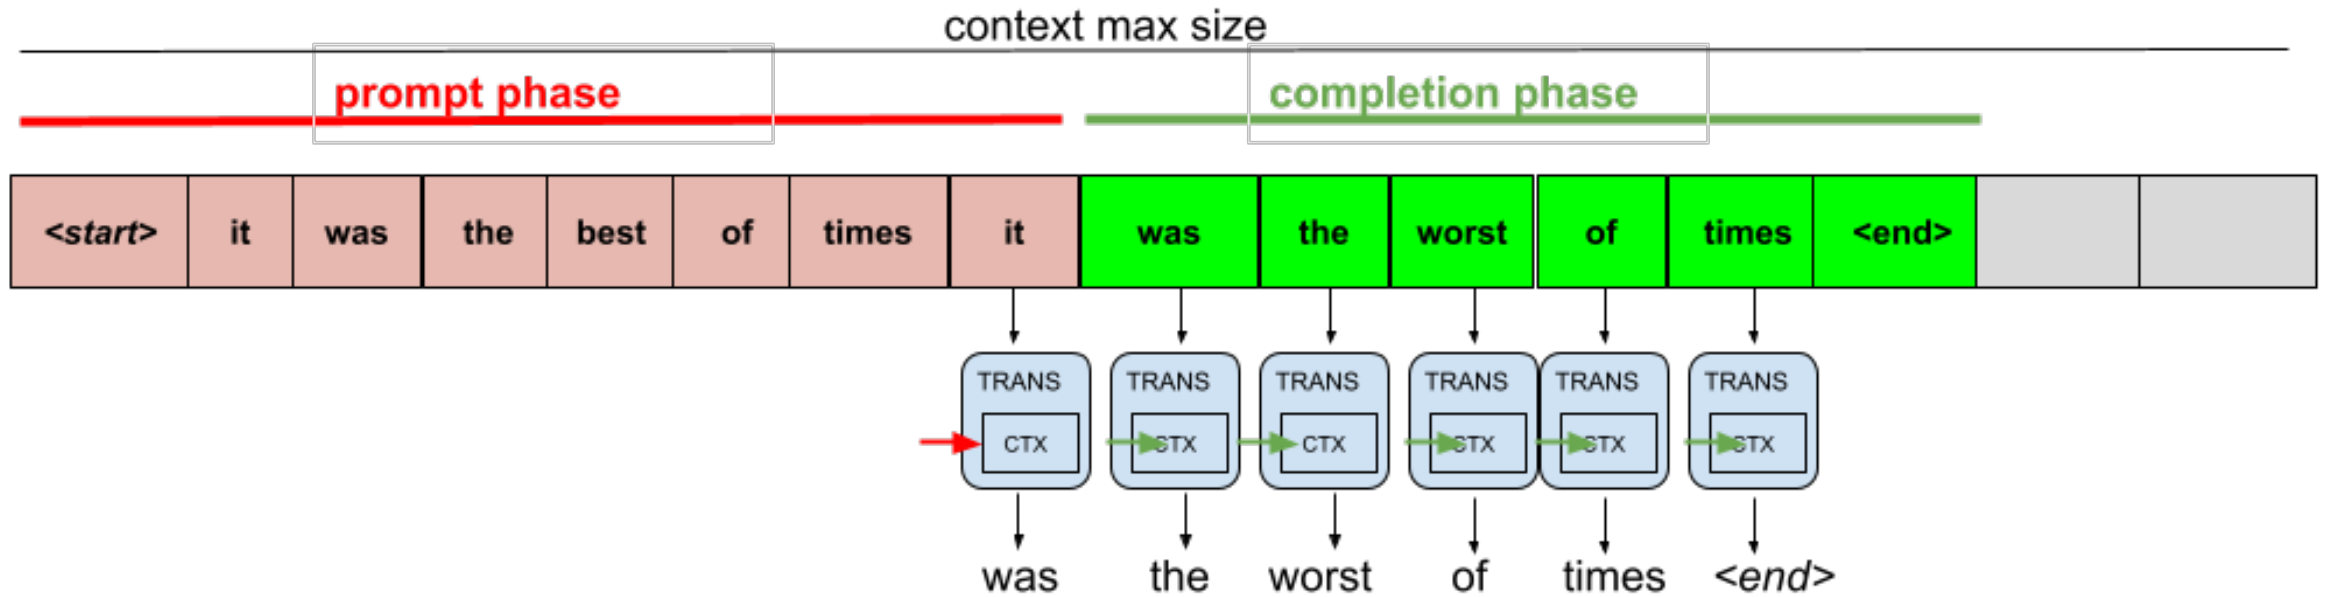 context max size
prompt phase completion phase
<start> it was the best of times it was the worst of times <end>
TRANS TRANS TRANS TRANS TRANS TRANS
CTX CTX CTX CTX CTX CTX
was the worst of times <end>